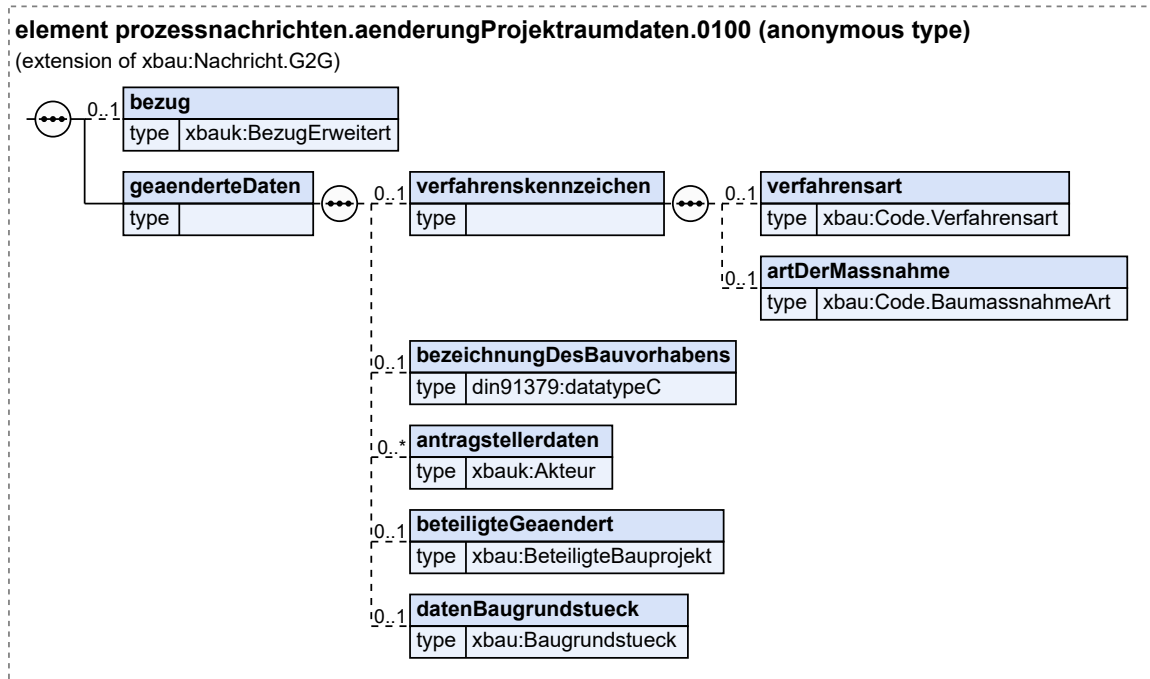 element prozessnachrichten.aenderungProjektraumdaten.0100 (anonymous type)
(extension of xbau:Nachricht.G2G)
0..1 bezug
type xbauk:BezugErweitert
geaenderteDaten
type
0..1 verfahrenskennzeichen
type
0..1 verfahrensart
type xbau:Code.Verfahrensart
0..1 artDerMassnahme
type xbau:Code.BaumassnahmeArt
0..1 bezeichnungDesBauvorhabens
type din91379:datatypeC
0..* antragstellerdaten
type xbauk:Akteur
0..1 beteiligteGeaendert
type xbau:BeteiligteBauprojekt
0..1 datenBaugrundstueck
type xbau:Baugrundstueck